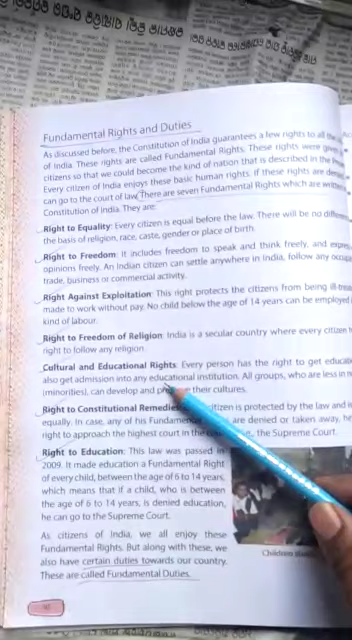 Fundamental Rights and Duties
As discussed before, the Constitution of India guarantees a few rights to all the
of India. These rights are called Fundamental Rights. These rights were given
citizens so that we could become the kind of nation that is described in the
Every citizen of India enjoys these basic human rights. If these rights are
can go to the court of law. There are seven Fundamental Rights which are
Constitution of India. They are:
Right to Equality: Every citizen is equal before the law. There will be no
the basis of religion, race, caste, gender or place of birth.
Right to Freedom: It includes freedom to speak and think freely, and
opinions freely. An Indian citizen can settle anywhere in India, follow any
trade, business or commercial activity.
Right Against Exploitation: This right protects the citizens from being
made to work without pay. No child below the age of 14 years can be employed
kind of labour.
Right to Freedom of Religion: India is a secular country where every citizen
right to follow any religion.
Cultural and Educational Rights: Every person has the right to get
also get admission into any educational institution. All groups, who are less in
(minorities), can develop and their cultures.
Right to Constitutional citizen is protected by the law and is
equally. In case, any of his are denied or taken away, he
right to approach the highest court in the the Supreme Court.
Right to Education: This law was passed in
2009. It made education a Fundamental Right
of every child, between the age of 6 to 14 years,
which means that if a child, who is between
the age of 6 to 14 years, is denied education,
he can go to the Supreme Court.
As citizens of India, we all enjoy these
Fundamental Rights. But along with these, we
also have certain duties towards our country.
These are called Fundamental Duties.
Children